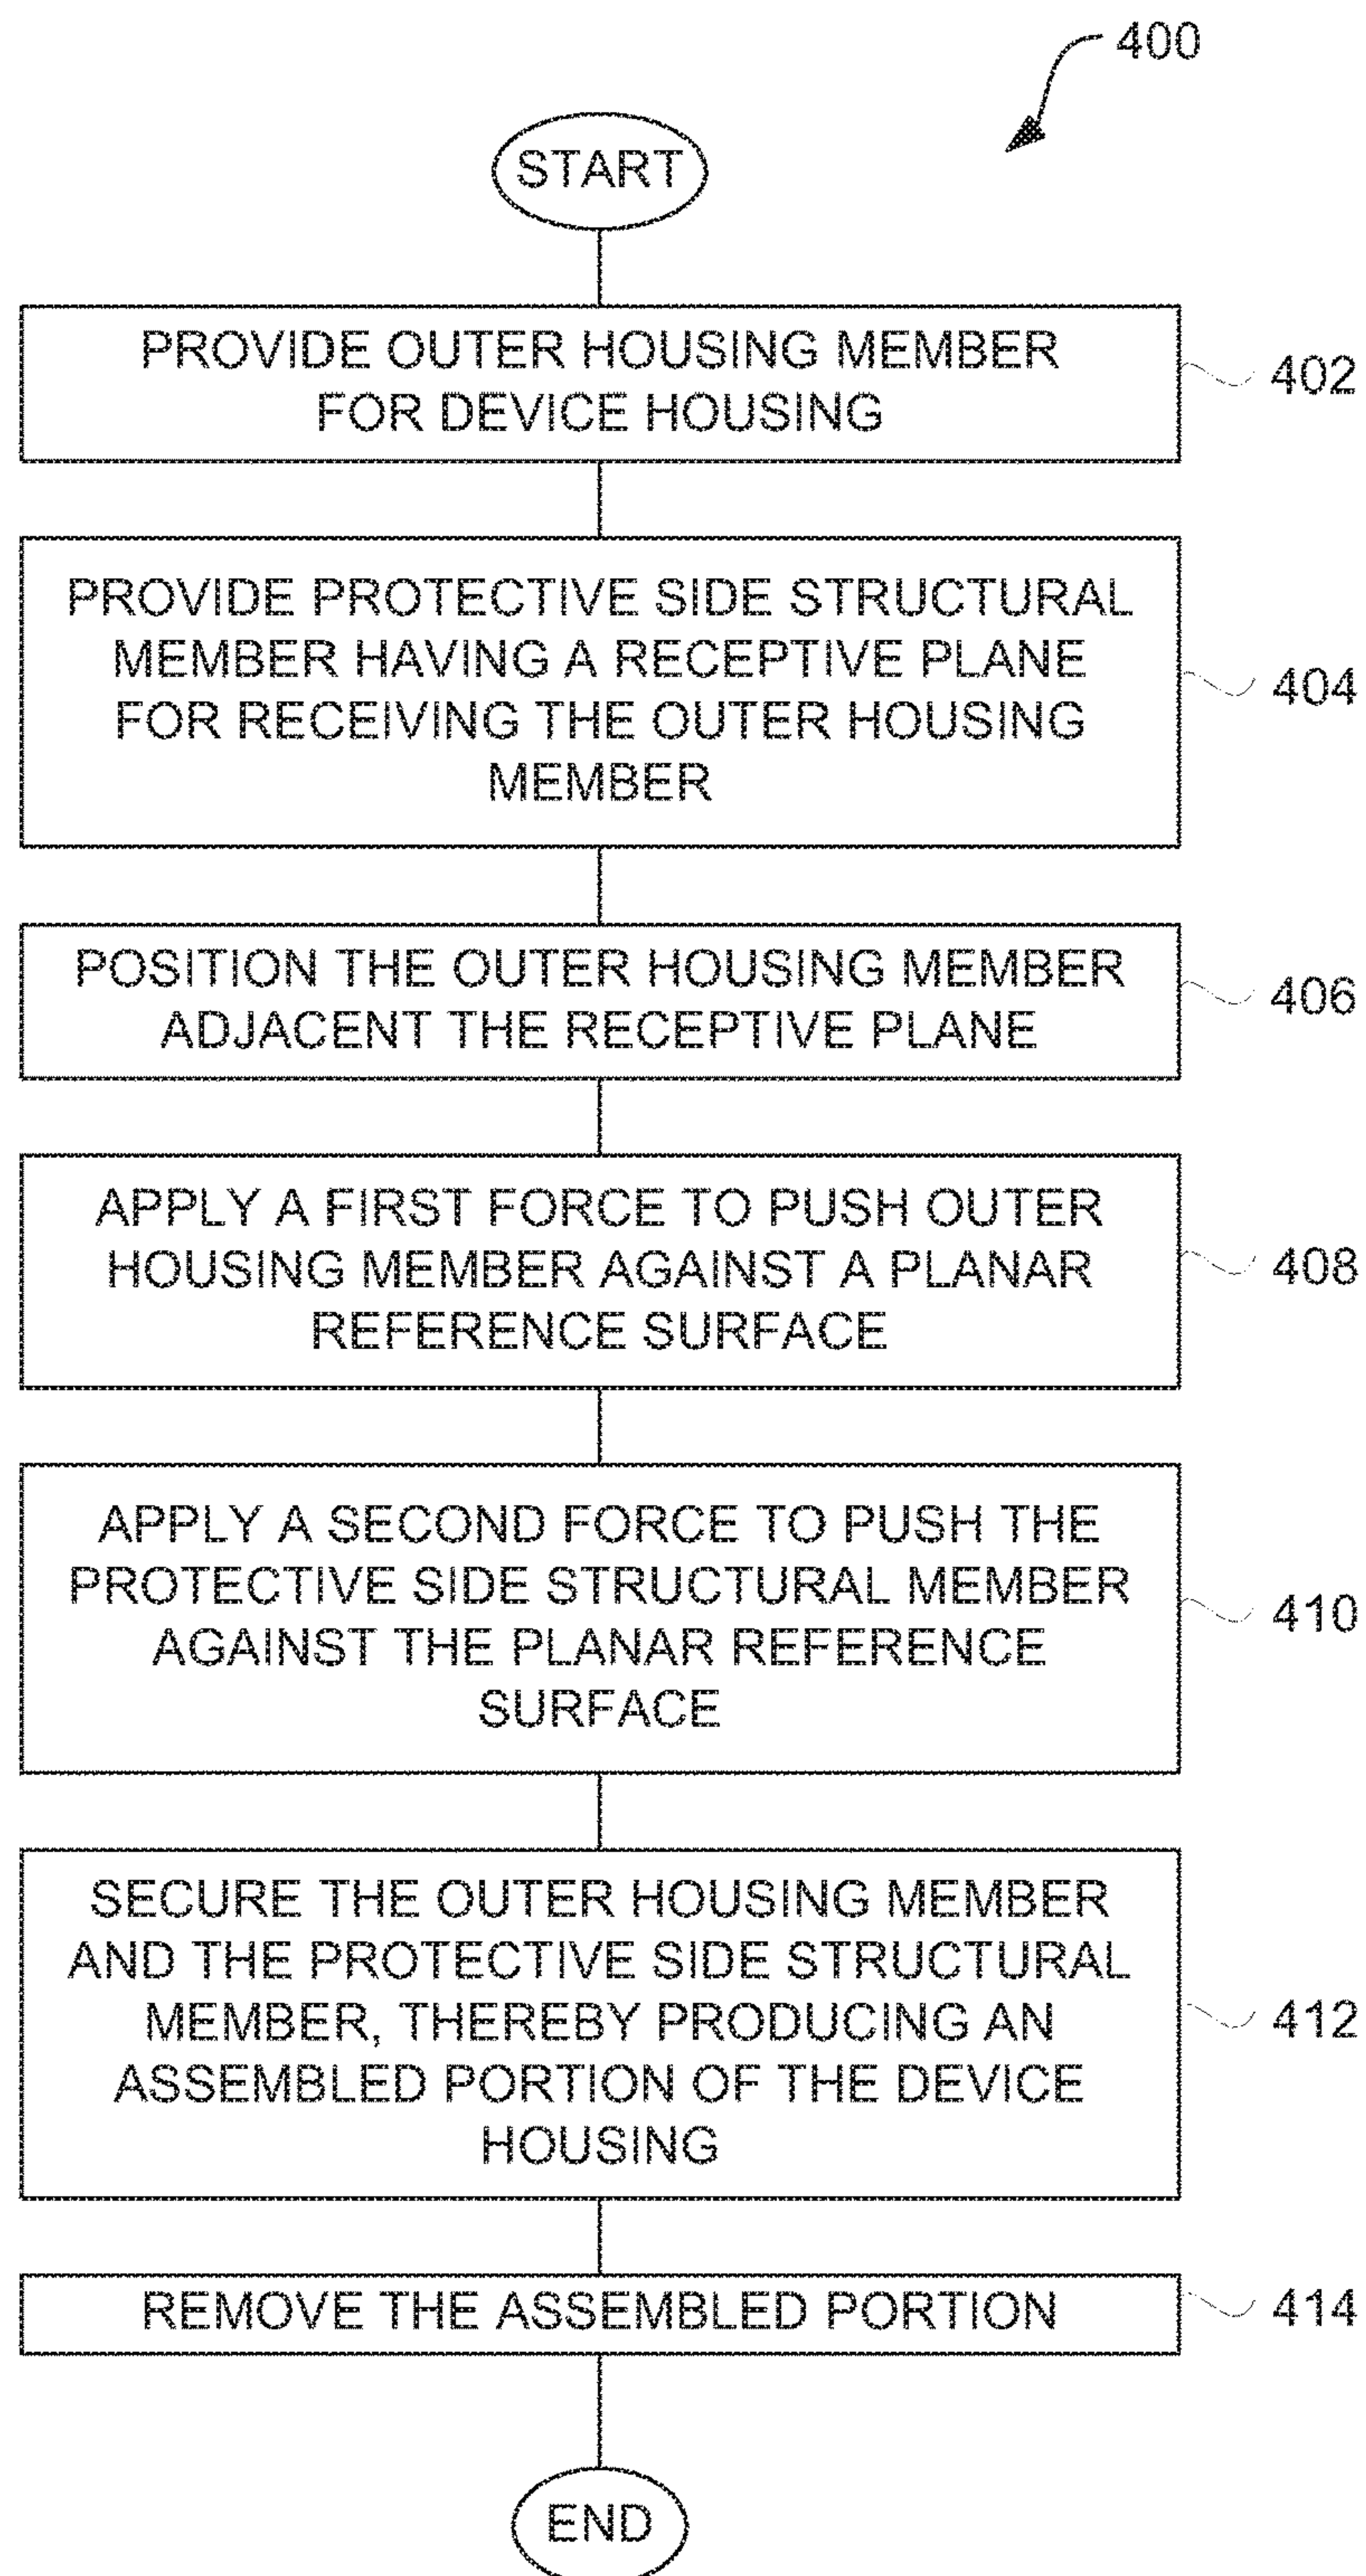 400
START
PROVIDE OUTER HOUSING MEMBER
FOR DEVICE HOUSING
402
PROVIDE PROTECTIVE SIDE STRUCTURAL
MEMBER HAVING A RECEPTIVE PLANE
FOR RECEIVING THE OUTER HOUSING
MEMBER
404
POSITION THE OUTER HOUSING MEMBER
ADJACENT THE RECEPTIVE PLANE
406
APPLY A FIRST FORCE TO PUSH OUTER
HOUSING MEMBER AGAINST A PLANAR
REFERENCE SURFACE
408
APPLY A SECOND FORCE TO PUSH THE
PROTECTIVE SIDE STRUCTURAL MEMBER
AGAINST THE PLANAR REFERENCE
SURFACE
410
SECURE THE OUTER HOUSING MEMBER
AND THE PROTECTIVE SIDE STRUCTURAL
MEMBER, THEREBY PRODUCING AN
ASSEMBLED PORTION OF THE DEVICE
HOUSING
412
REMOVE THE ASSEMBLED PORTION
414
END